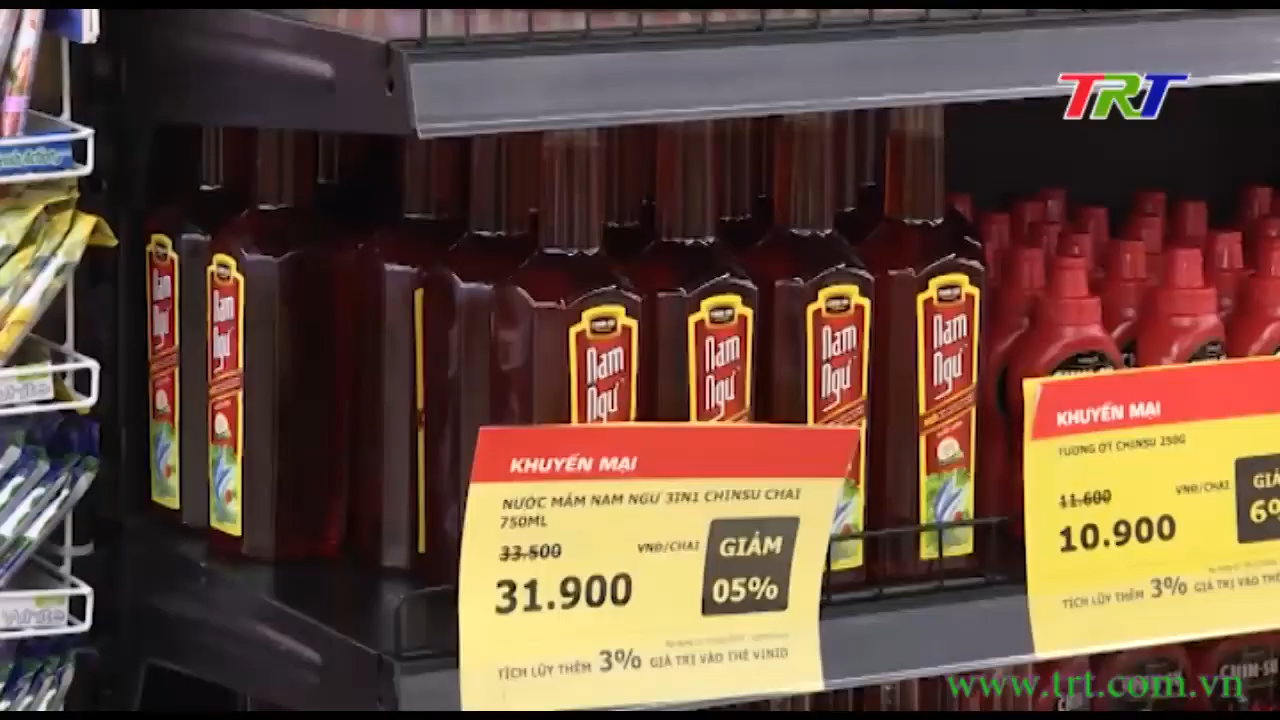 TRT
Nam
Ngư
Nam
Ngư
Nam
Ngư
Nam
Ngư
Nam
Ngư
Nam
Ngư
KHUYẾN MẠI
NƯỚC MẮM NAM NGƯ 3IN1 CHINSU CHAI
750ML
33.500
VNĐ/CHAI
31.900
GIẢM
05%
TÍCH LŨY THÊM 3% GIÁ TRỊ VÀO THẺ VINID
KHUYẾN MẠI
TƯƠNG ỚT CHINSU 250G
11.600
VNĐ/CHAI
10.900
TÍCH LŨY THÊM 3% GIÁ TRỊ VÀO
CHIN-SU
www.trt.com.vn